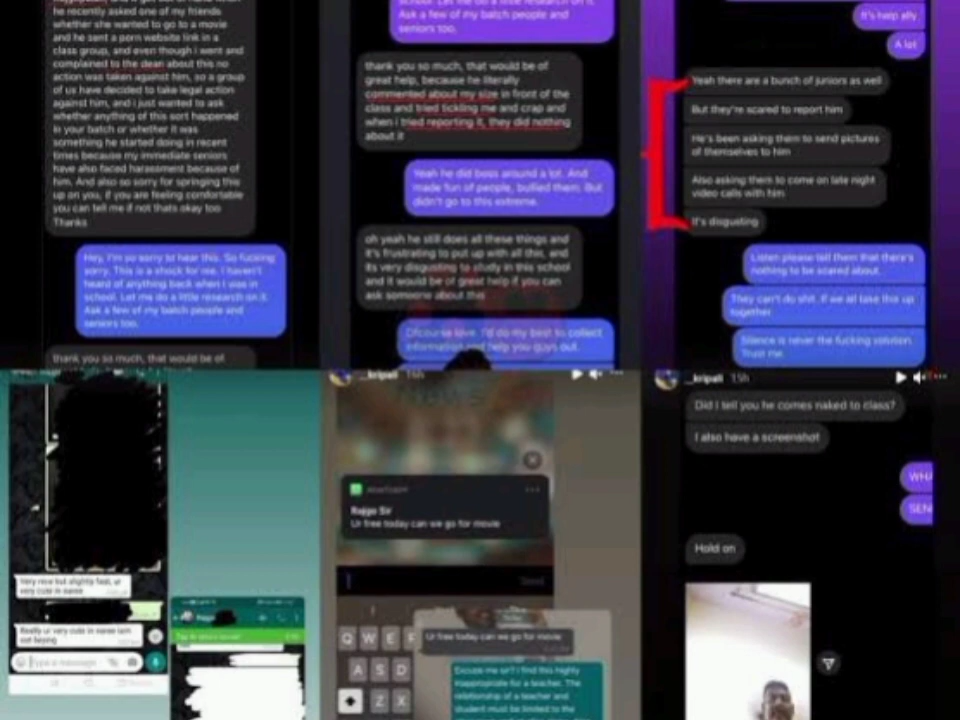 he recently asked one of my friends
whether she wanted to go to a movie
and he sent a porn website link in a
class group, and even though i went and
complained to the dean about this no
action was taken against him, so a group
of us have decided to take legal action
against him, and i just wanted to ask
whether anything of this sort happened
in your batch or whether it was
something he started doing in recent
times because my immediate seniors
have also faced harassment because of
him. And also so sorry for springing this
up on you, if you are feeling comfortable
you can tell me if not thats okay too
Thanks
Hey, I'm so sorry to hear this. So fucking
sorry. This is a shock for me. I haven't
heard of anything back when I was in
school. Let me do a little research on it.
Ask a few of my batch people and
seniors too.
thank you so much, that would be of
school. Let me do a little research on it.
Ask a few of my batch people and
seniors too.
thank you so much, that would be of
great help, because he literally
commented about my size in front of the
class and tried tickling me and crap and
when i tried reporting it, they did nothing
about it
Yeah he did boss around a lot. And
made fun of people, bullied them. But
didn't go to this extreme.
oh yeah he still does all these things and
it's frustrating to put up with all this, and
its very disgusting to study in this school
and it would be of great help if you can
ask someone about this
Ofcourse love. I'd do my best to collect
information and help you guys out.
It's help ally
A lot
Yeah there are a bunch of juniors as well
But they're scared to report him
He's been asking them to send pictures
of themselves to him
Also asking them to come on late night
video calls with him
It's disgusting
Listen please tell them that there's
nothing to be scared about.
They can't do shit. If we all take this up
together
Silence is never the fucking solution.
Trust me.
Very nice but slightly fast, ur
very cute in saree
Really ur very cute in saree iam
not
Type a message
__kripali 15h
WhatsApp
Rajgo Sir
Ur free today can we go for movie
Send
Q W E
A S D
Z X
Today
Ur free today can we go for movie
Excuse me sir? I find this highly
inappropriate for a teacher. The
relationship of a teacher and
student must be limited to the
__kripali 15h
Did I tell you he comes naked to class?
I also have a screenshot
WHA
SEN
Hold on